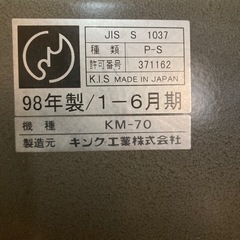 JIS S 1037
種類 P-S
許可番号 371162
K.I.S MADE IN JAPAN
98年製/1-6月期
機種 KM-70
製造元 キング工業株式会社